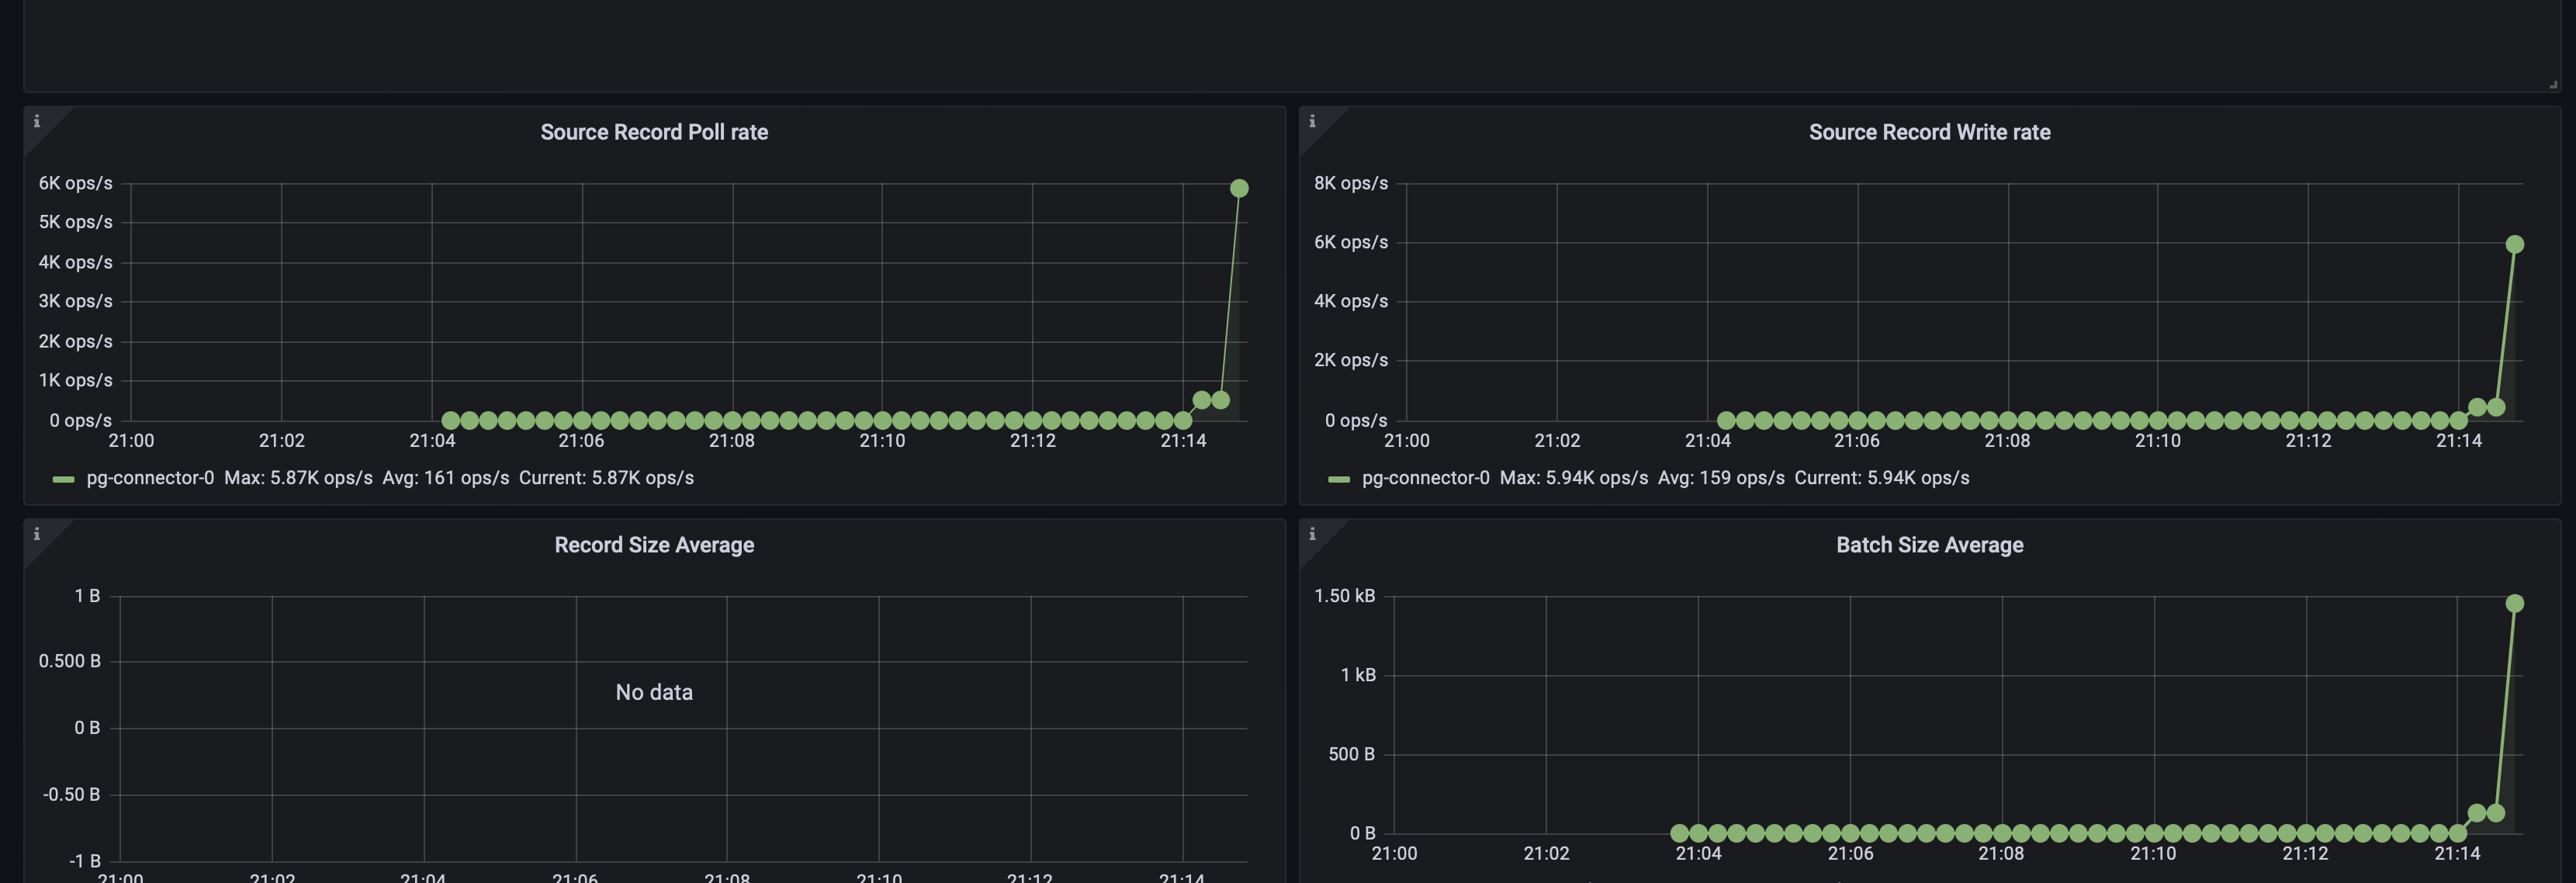 Source Record Poll rate
6K ops/s
5K ops/s
4K ops/s
3K ops/s
2K ops/s
1K ops/s
0 ops/s
21:00 21:02 21:04 21:06 21:08 21:10 21:12 21:14
pg-connector-0 Max: 5.87K ops/s Avg: 161 ops/s Current: 5.87K ops/s
Source Record Write rate
8K ops/s
6K ops/s
4K ops/s
2K ops/s
0 ops/s
21:00 21:02 21:04 21:06 21:08 21:10 21:12 21:14
pg-connector-0 Max: 5.94K ops/s Avg: 159 ops/s Current: 5.94K ops/s
Record Size Average
1 B
0.500 B
No data
0 B
-0.50 B
-1 B
21:00 21:02 21:04 21:06 21:08 21:10 21:12 21:14
Batch Size Average
1.50 kB
1 kB
500 B
0 B
21:00 21:02 21:04 21:06 21:08 21:10 21:12 21:14